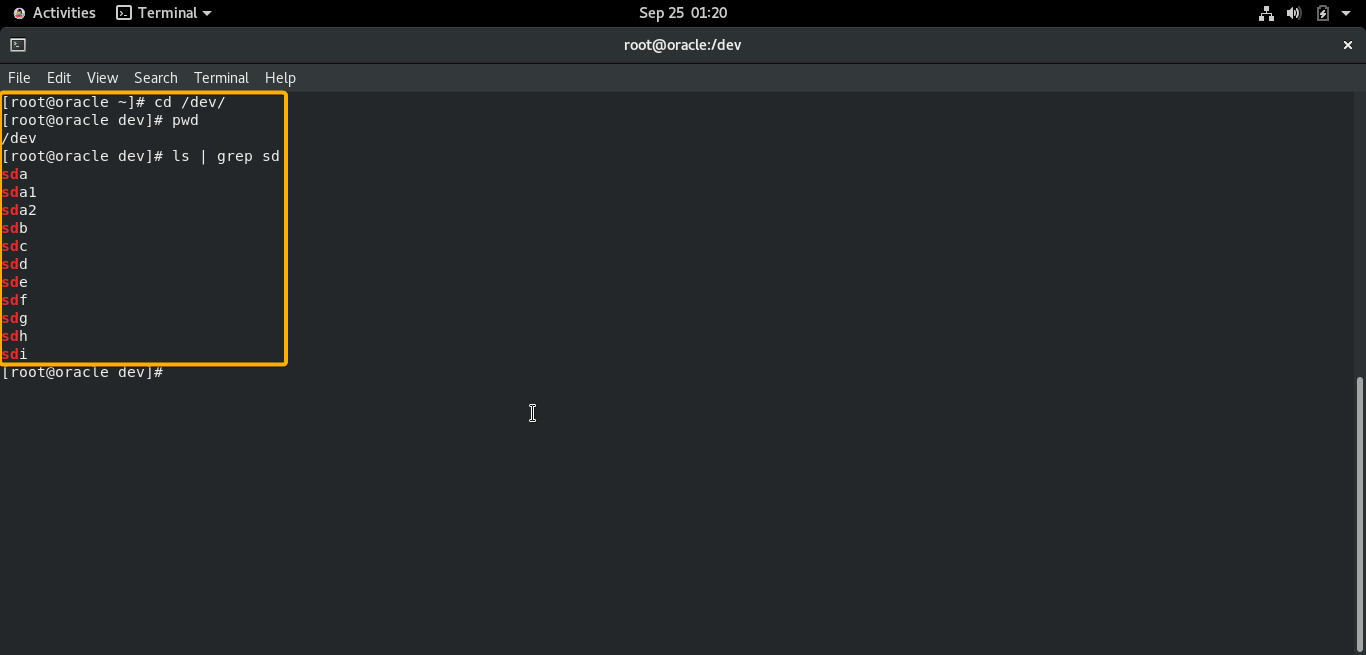 Activities Terminal Sep 25 01:20
root@oracle:/dev ×
File Edit View Search Terminal Help
[root@oracle ~]# cd /dev/
[root@oracle dev]# pwd
/dev
[root@oracle dev]# ls | grep sd
sda
sda1
sda2
sdb
sdc
sdd
sde
sdf
sdg
sdh
sdi
[root@oracle dev]#